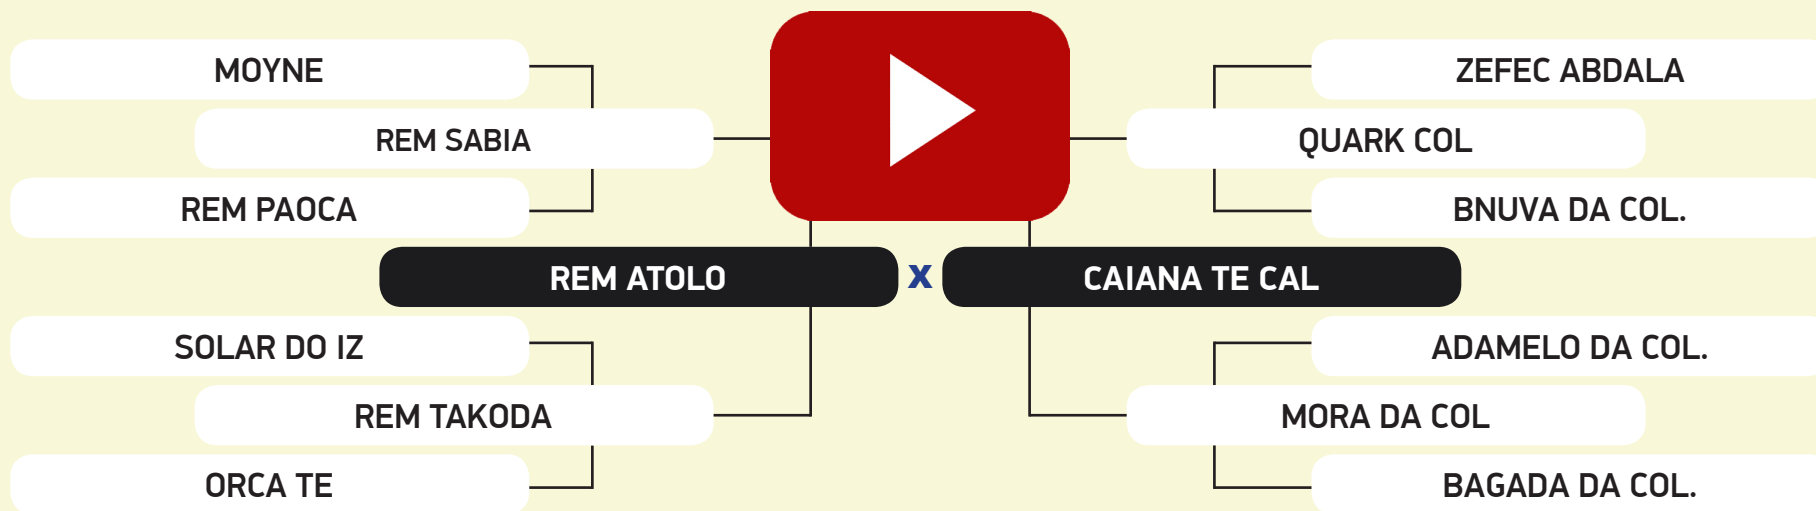 MOYNE
ZEFEC ABDALA
REM SABIA
QUARK COL
REM PAOCA
BNUVA DA COL.
REM ATOLO x CAIANA TE CAL
SOLAR DO IZ
ADAMELO DA COL.
REM TAKODA
MORA DA COL
ORCA TE
BAGADA DA COL.